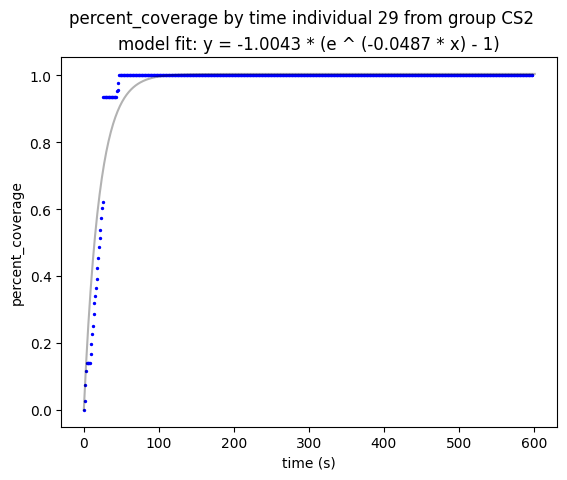 percent_coverage by time individual 29 from group CS2
model fit: y = -1.0043 * (e ^ (-0.0487 * x) - 1)
1.0
0.8
0.6
0.4
0.2
0.0
percent_coverage
0 100 200 300 400 500 600
time (s)